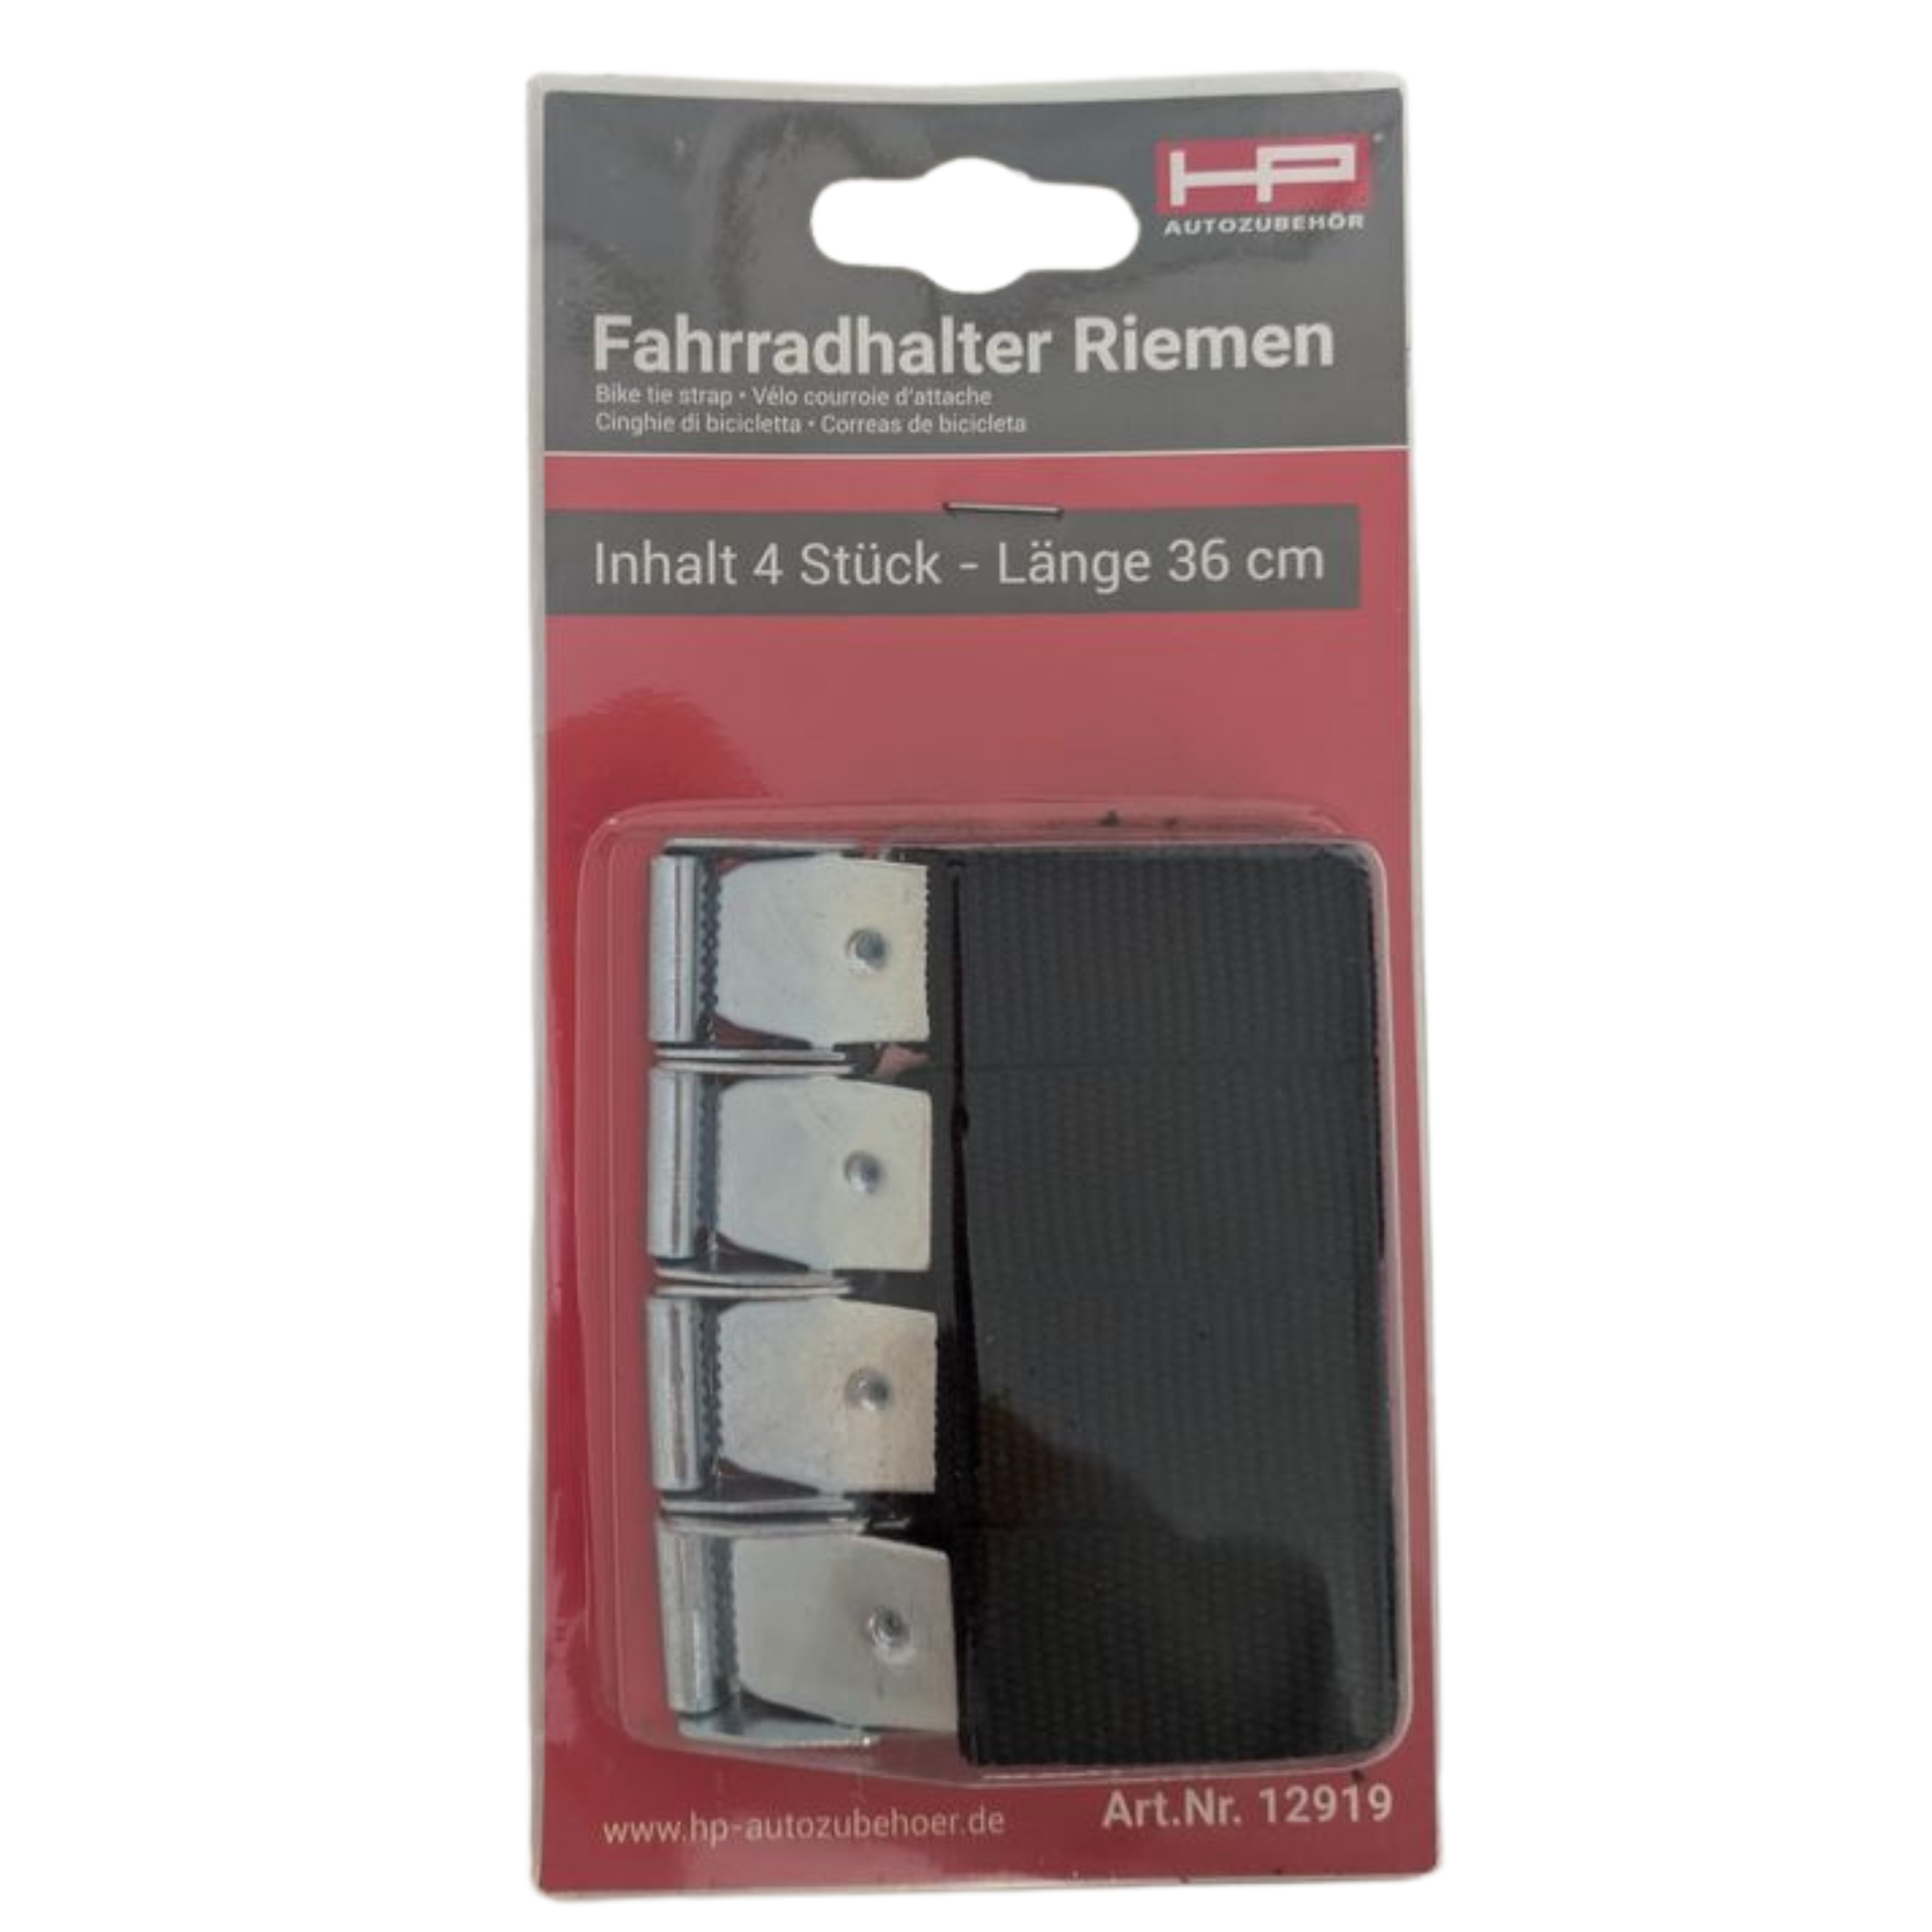 HP
AUTOZUBEHÖR
Fahrradhalter Riemen
Bike tie strap • Vélo courroie d'attache
Cinghie di bicicletta • Correas de bicicleta
Inhalt 4 Stück - Länge 36 cm
www.hp-autozubehoer.de
Art.Nr. 12919